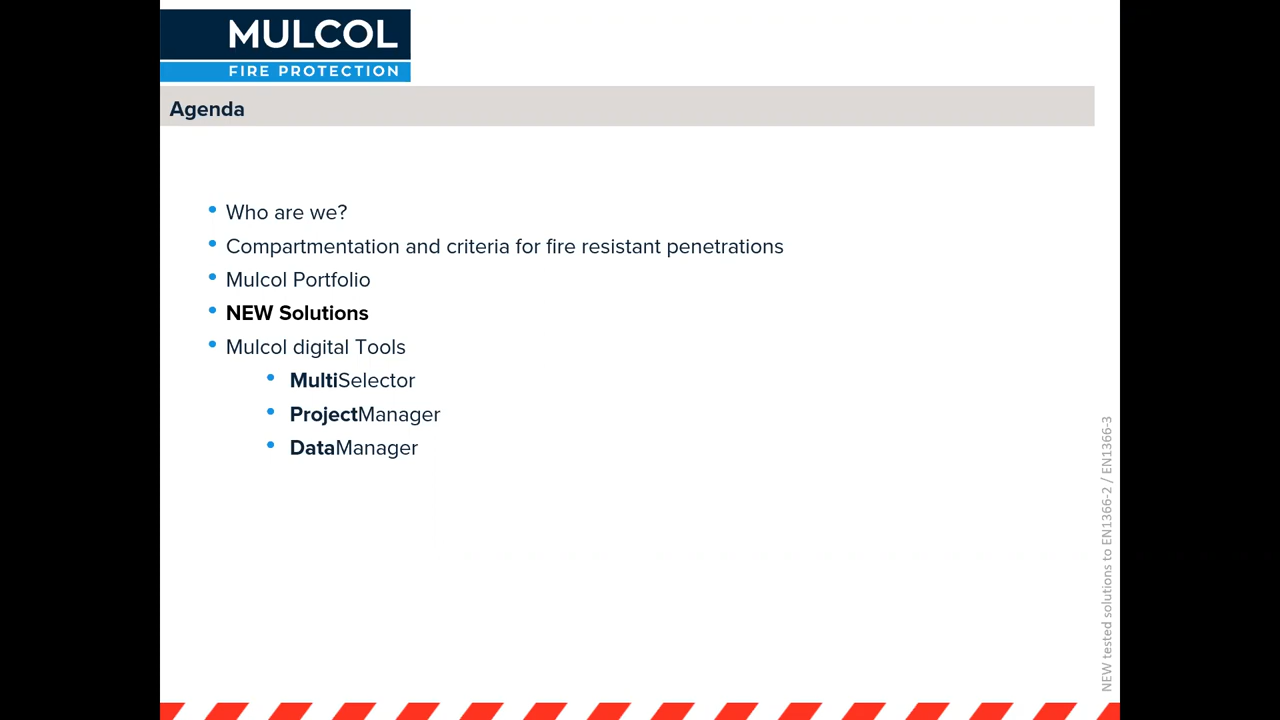 MULCOL
FIRE PROTECTION
Agenda
• Who are we?
• Compartmentation and criteria for fire resistant penetrations
• Mulcol Portfolio
• NEW Solutions
• Mulcol digital Tools
• MultiSelector
• ProjectManager
• DataManager
NEW tested solutions to EN1366-2 / EN1366-3